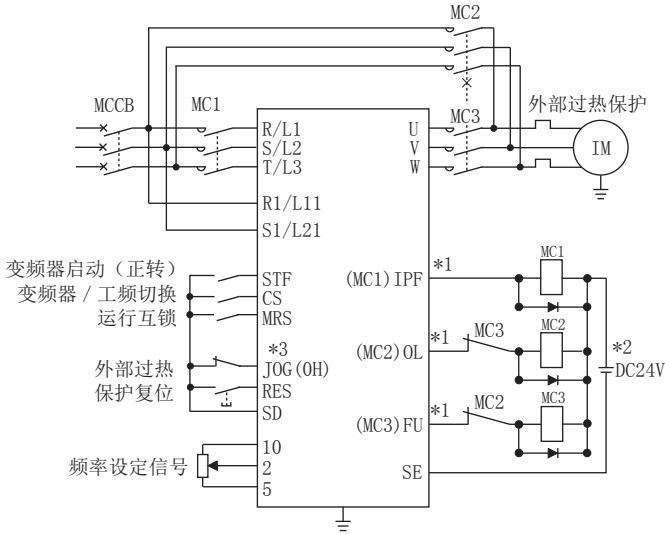 MC2
MCCB
MC1
MC3
外部过热保护
R/L1
U
S/L2
V
IM
T/L3
W
R1/L11
S1/L21
变频器启动（正转）
STF
(MC1)IPF
*1
MC1
变频器/工频切换
CS
运行互锁
MRS
*3
*1
MC3
MC2
*2
外部过热
JOG(OH)
(MC2)OL
DC24V
保护复位
RES
SD
*1
MC2
MC3
(MC3)FU
10
频率设定信号
2
SE
5